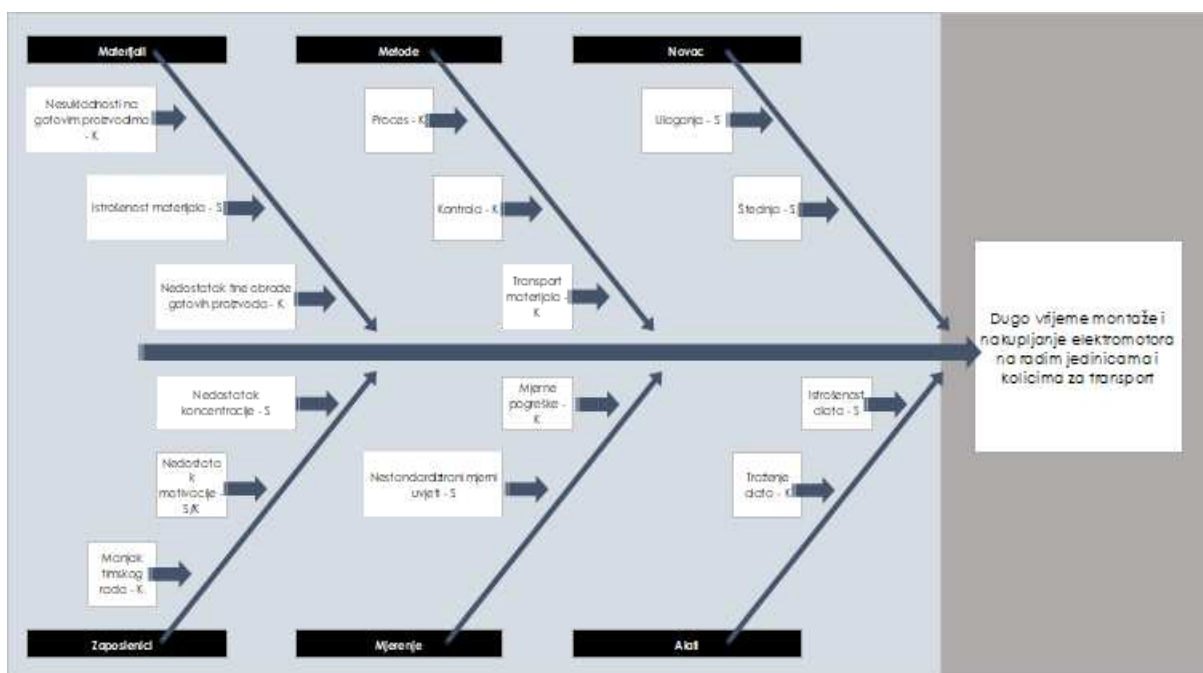 Materijali
Metode
Novac
Nesukladnosti na
gotovim proizvodima
- K
Proces - K
Ulaganja - S
Istrošenost materijala - S
Kontrola - K
Štednja - S
Nedostatak fine obrade
gotovih proizvoda - K
Transport
materijala -
K
Dugo vrijeme montaže i
nakupljanje elektromotora
na radim jedinicama i
kolicima za transport
Nedostatak
koncentracije - S
Mjerne
pogreške -
K
Istrošenost
alata - S
Nedostata
k
motivacije -
S/K
Nestandardizirani mjerni
uvjeti - S
Traženje
alata - K
Manjak
timskog
rada - K
Zaposlenici
Mjerenje
Alati